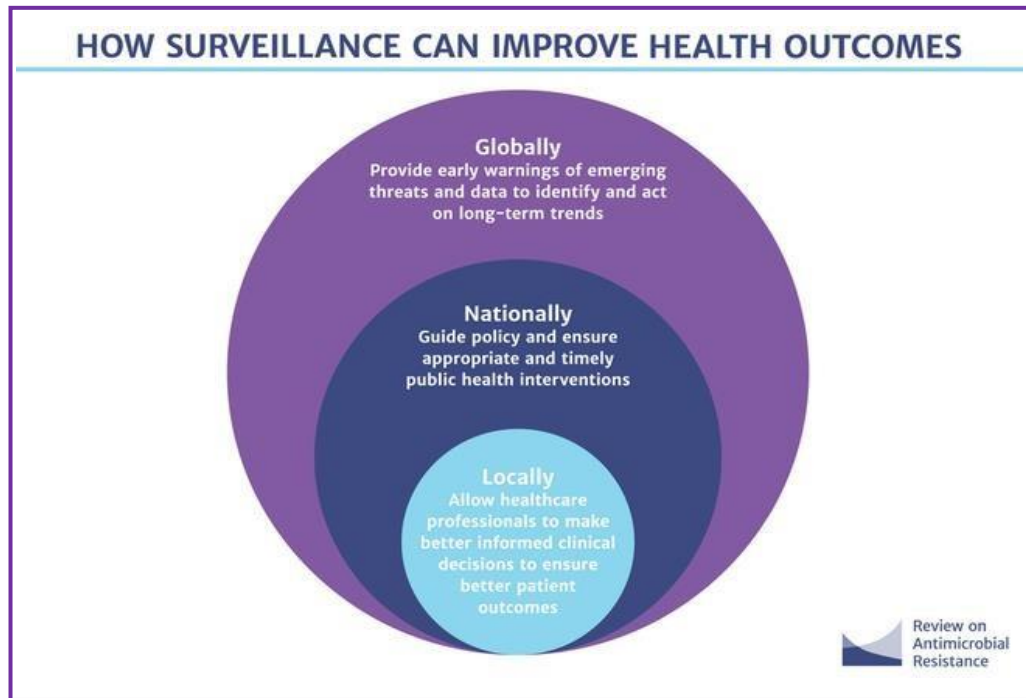 HOW SURVEILLANCE CAN IMPROVE HEALTH OUTCOMES
Globally
Provide early warnings of emerging
threats and data to identify and act
on long-term trends
Nationally
Guide policy and ensure
appropriate and timely
public health interventions
Locally
Allow healthcare
professionals to make
better informed clinical
decisions to ensure
better patient
outcomes
Review on
Antimicrobial
Resistance